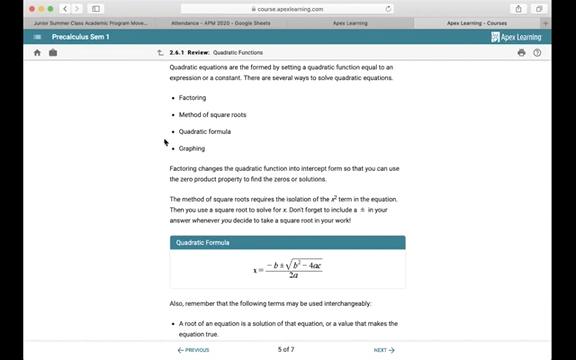 course.apexlearning.com
Junior Summer Class Academic Program Move...
Attendance - APM 2020 - Google Sheets
Apex Learning
Apex Learning - Courses
Precalculus Sem 1
Apex Learning
2.6.1 Review: Quadratic Functions
Quadratic equations are the formed by setting a quadratic function equal to an
expression or a constant. There are several ways to solve quadratic equations.
• Factoring
• Method of square roots
• Quadratic formula
• Graphing
Factoring changes the quadratic function into intercept form so that you can use
the zero product property to find the zeros or solutions.
The method of square roots requires the isolation of the x² term in the equation.
Then you use a square root to solve for x. Don't forget to include a ± in your
answer whenever you decide to take a square root in your work!
Quadratic Formula
x = −b ± √(b² − 4ac) / 2a
Also, remember that the following terms may be used interchangeably:
• A root of an equation is a solution of that equation, or a value that makes the
equation true.
PREVIOUS
5 of 7
NEXT